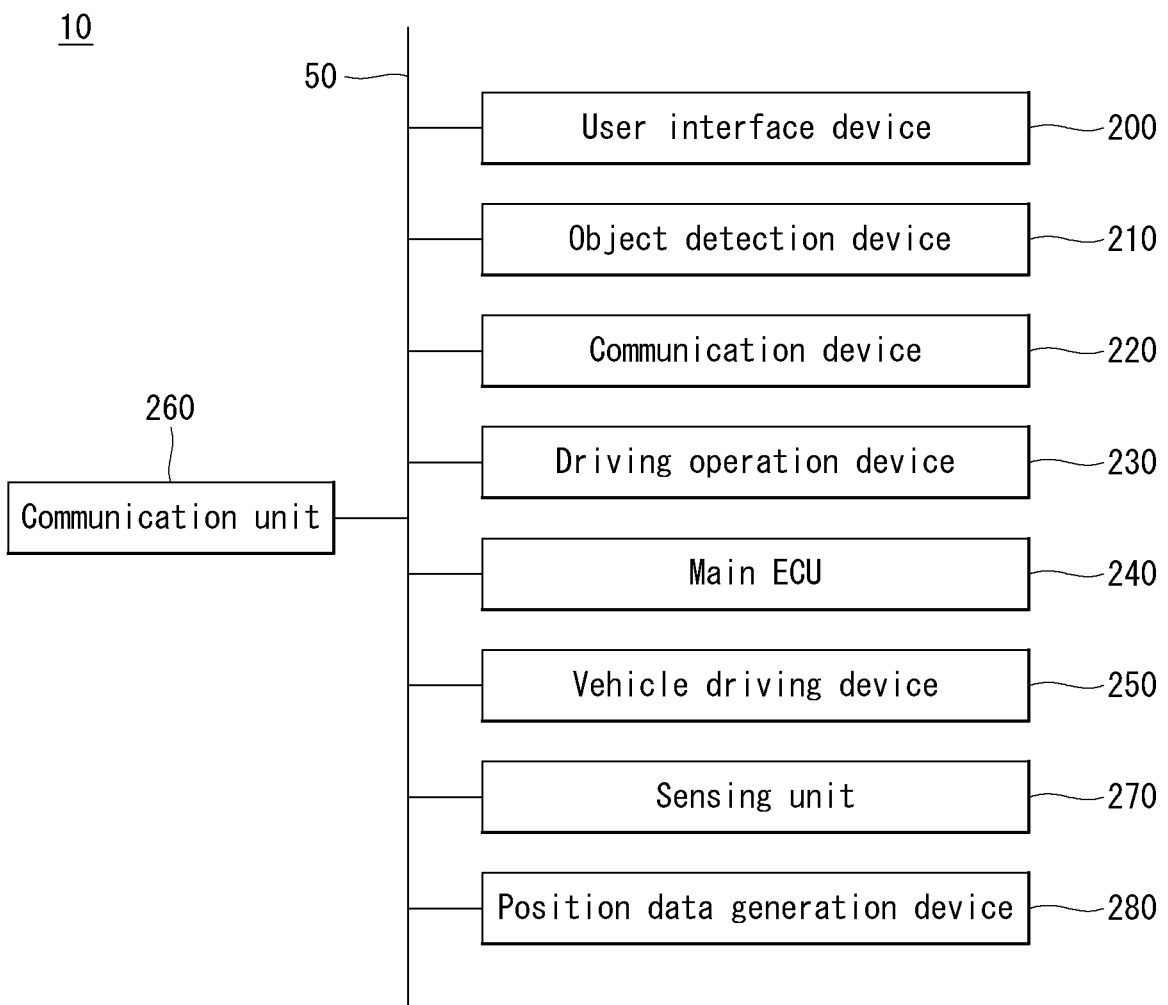 10
50
User interface device
200
Object detection device
210
Communication device
220
260
Driving operation device
230
Communication unit
Main ECU
240
Vehicle driving device
250
Sensing unit
270
Position data generation device
280